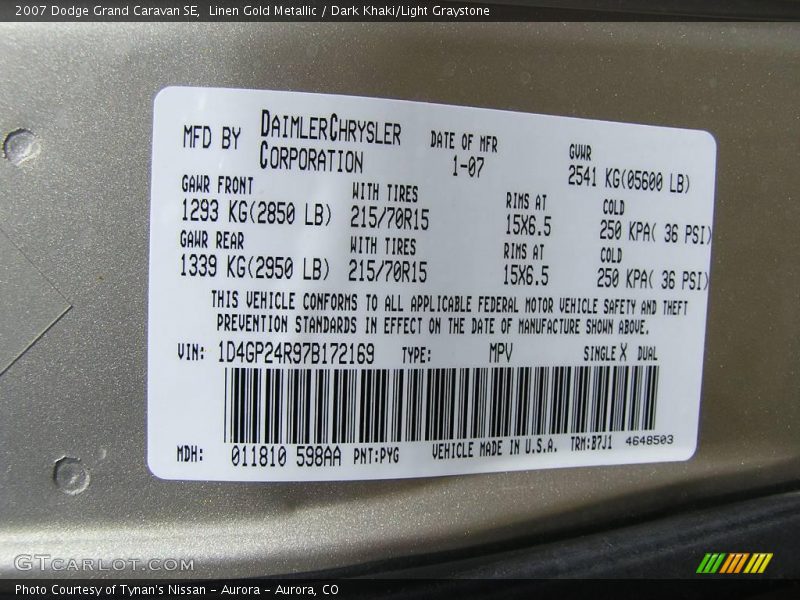 2007 Dodge Grand Caravan SE,  Linen Gold Metallic / Dark Khaki/Light Graystone
MFD BY DAIMLERCHRYSLER CORPORATION
DATE OF MFR
1-07
GVWR
2541 KG(05600 LB)
GAWR FRONT WITH TIRES RIMS AT COLD
1293 KG(2850 LB) 215/70R15 15X6.5 250 KPA( 36 PSI)
GAWR REAR WITH TIRES RIMS AT COLD
1339 KG(2950 LB) 215/70R15 15X6.5 250 KPA( 36 PSI)
THIS VEHICLE CONFORMS TO ALL APPLICABLE FEDERAL MOTOR VEHICLE SAFETY AND THEFT
PREVENTION STANDARDS IN EFFECT ON THE DATE OF MANUFACTURE SHOWN ABOVE.
VIN: 1D4GP24R97B172169 TYPE: MPV SINGLE X DUAL
MDH: 011810 598AA PNT:PYG VEHICLE MADE IN U.S.A. TRM:B7J1 4648503
GTCARLOT.COM
Photo Courtesy of Tynan's Nissan - Aurora - Aurora, CO